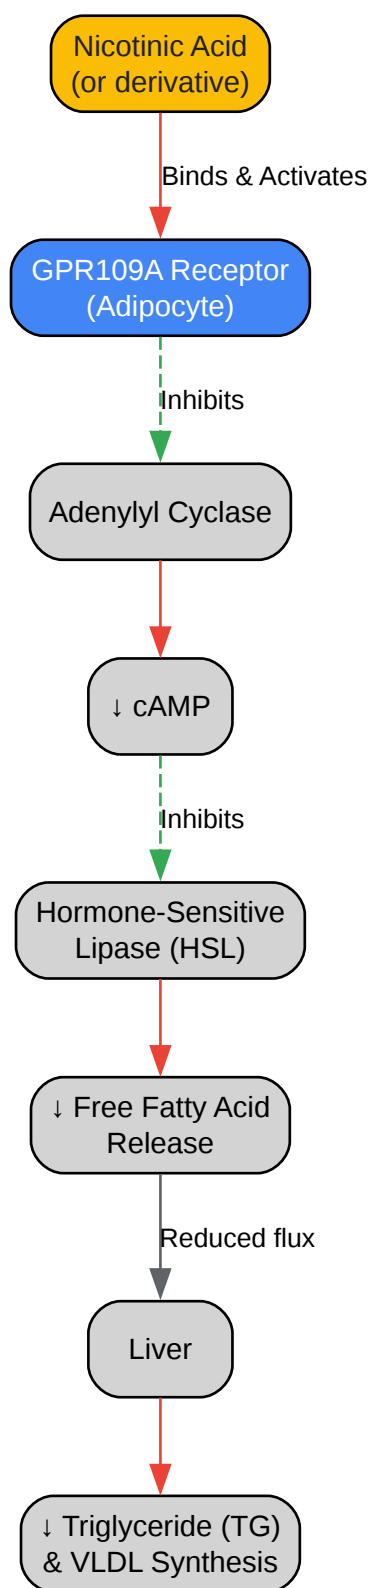 Nicotinic Acid
(or derivative)
Binds & Activates
GPR109A Receptor
(Adipocyte)
Inhibits
Adenylyl Cyclase
↓ cAMP
Inhibits
Hormone-Sensitive
Lipase (HSL)
↓ Free Fatty Acid
Release
Reduced flux
Liver
↓ Triglyceride (TG)
& VLDL Synthesis